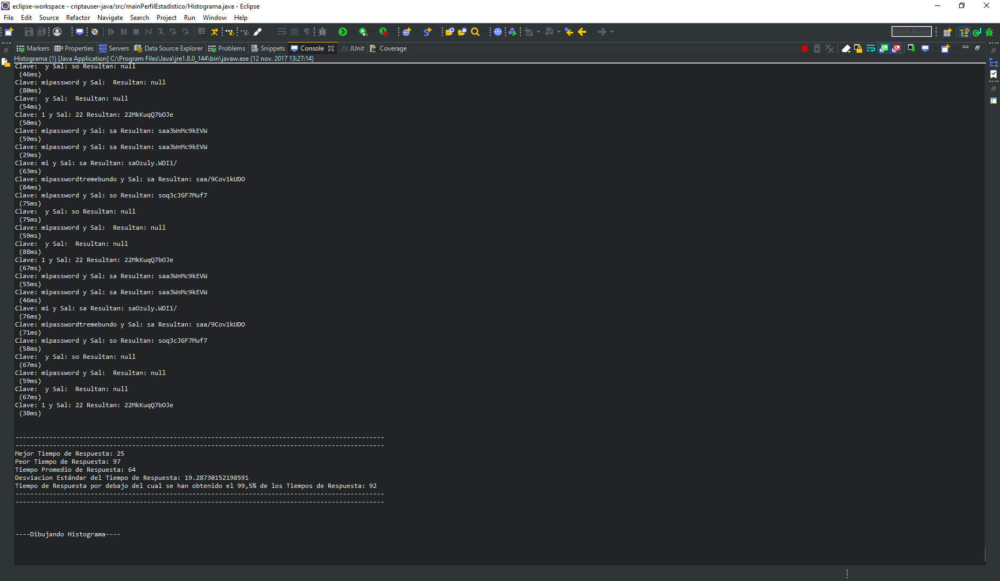 eclipse-workspace - criptauser-java/src/mainPerfilEstadistico/Histograma.java - Eclipse
File Edit Source Refactor Navigate Search Project Run Window Help
Quick Access
Markers Properties Servers Data Source Explorer Problems Snippets Console JUnit Coverage
Histograma (1) [Java Application] C:\Program Files\Java\jre1.8.0_144\bin\javaw.exe (12 nov. 2017 13:27:14)
Clave:  y Sal: so Resultan: null
(46ms)
Clave: mipassword y Sal:  Resultan: null
(80ms)
Clave:  y Sal:  Resultan: null
(54ms)
Clave: 1 y Sal: 22 Resultan: 22MkKuqQ7bOJe
(50ms)
Clave: mipassword y Sal: sa Resultan: saa3WnMc9kEVW
(59ms)
Clave: mipassword y Sal: sa Resultan: saa3WnMc9kEVW
(29ms)
Clave: mi y Sal: sa Resultan: saOzuly.WDI1/
(63ms)
Clave: mipasswordtremebundo y Sal: sa Resultan: saa/9Cov1kUDO
(84ms)
Clave: mipassword y Sal: so Resultan: soq3cJGF7Muf7
(75ms)
Clave:  y Sal: so Resultan: null
(75ms)
Clave: mipassword y Sal:  Resultan: null
(59ms)
Clave:  y Sal:  Resultan: null
(88ms)
Clave: 1 y Sal: 22 Resultan: 22MkKuqQ7bOJe
(67ms)
Clave: mipassword y Sal: sa Resultan: saa3WnMc9kEVW
(55ms)
Clave: mipassword y Sal: sa Resultan: saa3WnMc9kEVW
(46ms)
Clave: mi y Sal: sa Resultan: saOzuly.WDI1/
(76ms)
Clave: mipasswordtremebundo y Sal: sa Resultan: saa/9Cov1kUDO
(71ms)
Clave: mipassword y Sal: so Resultan: soq3cJGF7Muf7
(58ms)
Clave:  y Sal: so Resultan: null
(67ms)
Clave: mipassword y Sal:  Resultan: null
(59ms)
Clave:  y Sal:  Resultan: null
(67ms)
Clave: 1 y Sal: 22 Resultan: 22MkKuqQ7bOJe
(38ms)
--------------------------------------------------------------------------------------------------
--------------------------------------------------------------------------------------------------
Mejor Tiempo de Respuesta: 25
Peor Tiempo de Respuesta: 97
Tiempo Promedio de Respuesta: 64
Desviacion Estándar del Tiempo de Respuesta: 19.28730152198591
Tiempo de Respuesta por debajo del cual se han obtenido el 99,5% de los Tiempos de Respuesta: 92
--------------------------------------------------------------------------------------------------
--------------------------------------------------------------------------------------------------
----Dibujando Histograma----